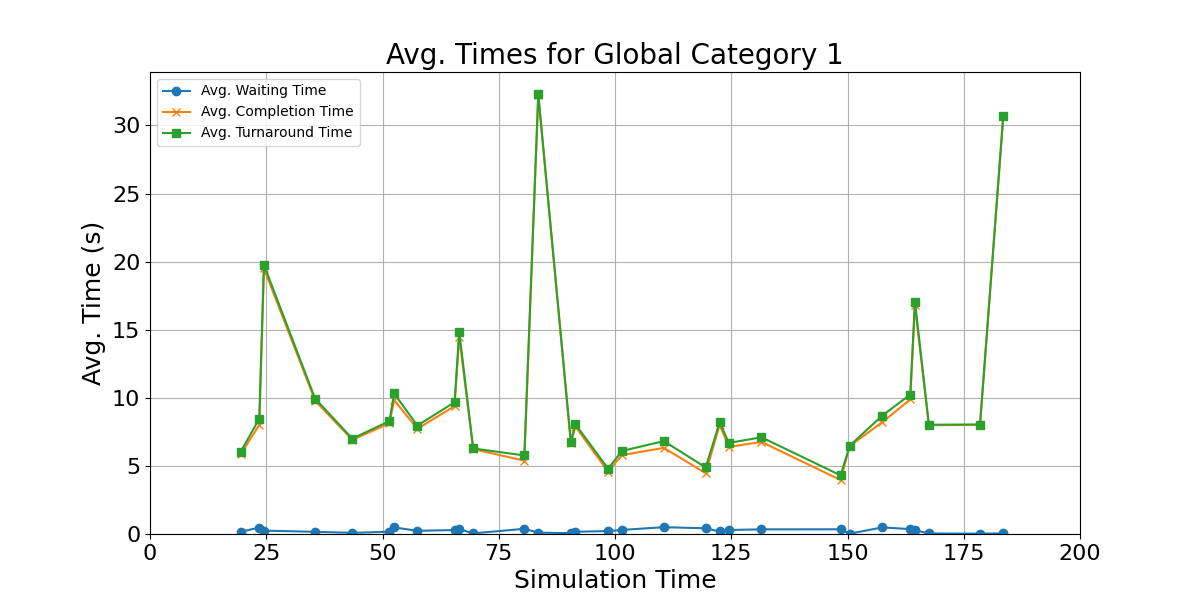 Avg. Times for Global Category 1
Avg. Waiting Time
Avg. Completion Time
Avg. Turnaround Time
Avg. Time (s)
30
25
20
15
10
5
0
0 25 50 75 100 125 150 175 200
Simulation Time